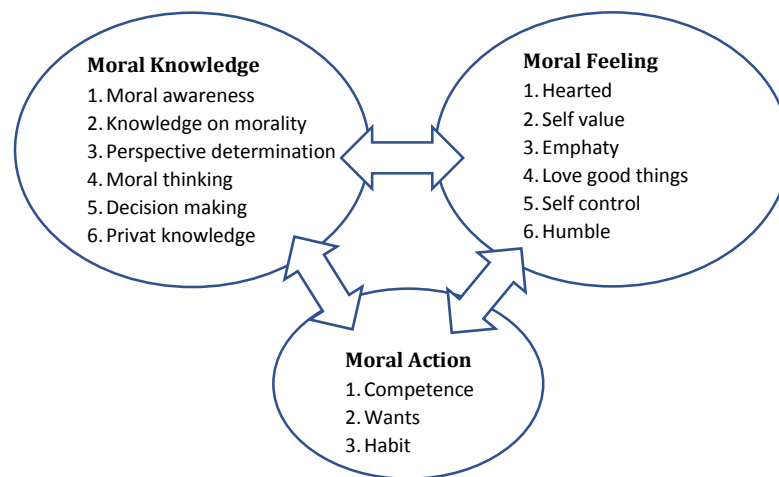 Moral Knowledge
1. Moral awareness
2. Knowledge on morality
3. Perspective determination
4. Moral thinking
5. Decision making
6. Privat knowledge
Moral Feeling
1. Hearted
2. Self value
3. Emphaty
4. Love good things
5. Self control
6. Humble
Moral Action
1. Competence
2. Wants
3. Habit